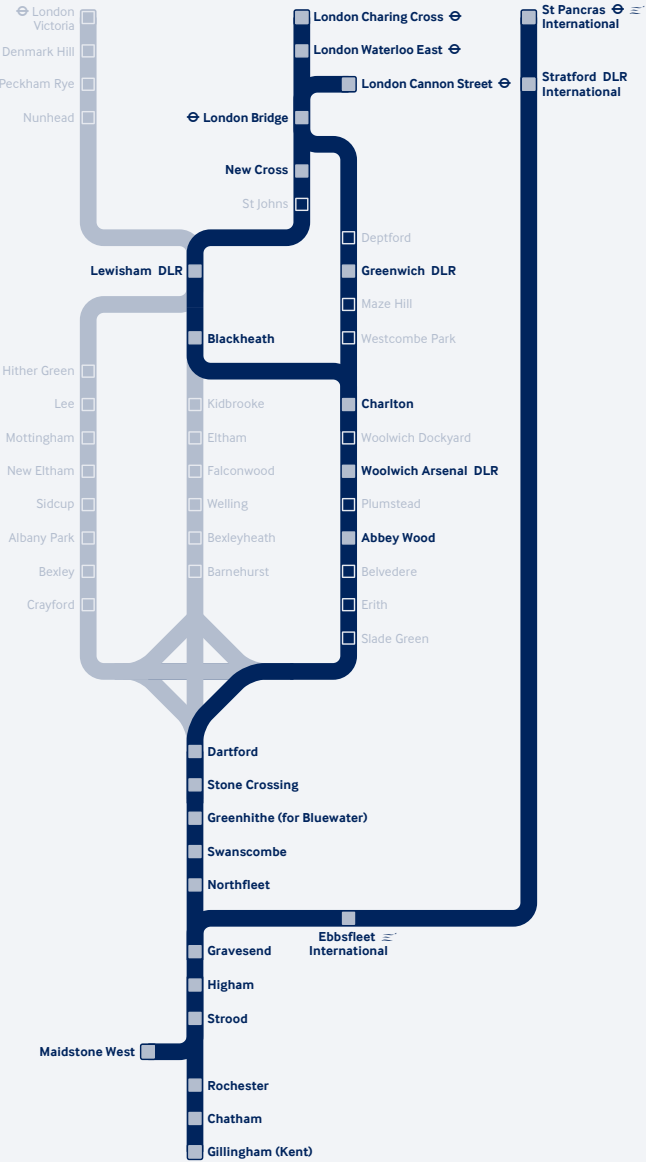 London
Victoria
Denmark Hill
Peckham Rye
Nunhead
London Charing Cross
London Waterloo East
London Cannon Street
London Bridge
New Cross
St Johns
St Pancras
International
Stratford DLR
International
Lewisham DLR
Blackheath
Deptford
Greenwich DLR
Maze Hill
Westcombe Park
Hither Green
Lee
Mottingham
New Eltham
Sidcup
Albany Park
Bexley
Crayford
Kidbrooke
Eltham
Falconwood
Welling
Bexleyheath
Barnehurst
Charlton
Woolwich Dockyard
Woolwich Arsenal DLR
Plumstead
Abbey Wood
Belvedere
Erith
Slade Green
Dartford
Stone Crossing
Greenhithe (for Bluewater)
Swanscombe
Northfleet
Ebbsfleet
International
Gravesend
Higham
Strood
Maidstone West
Rochester
Chatham
Gillingham (Kent)